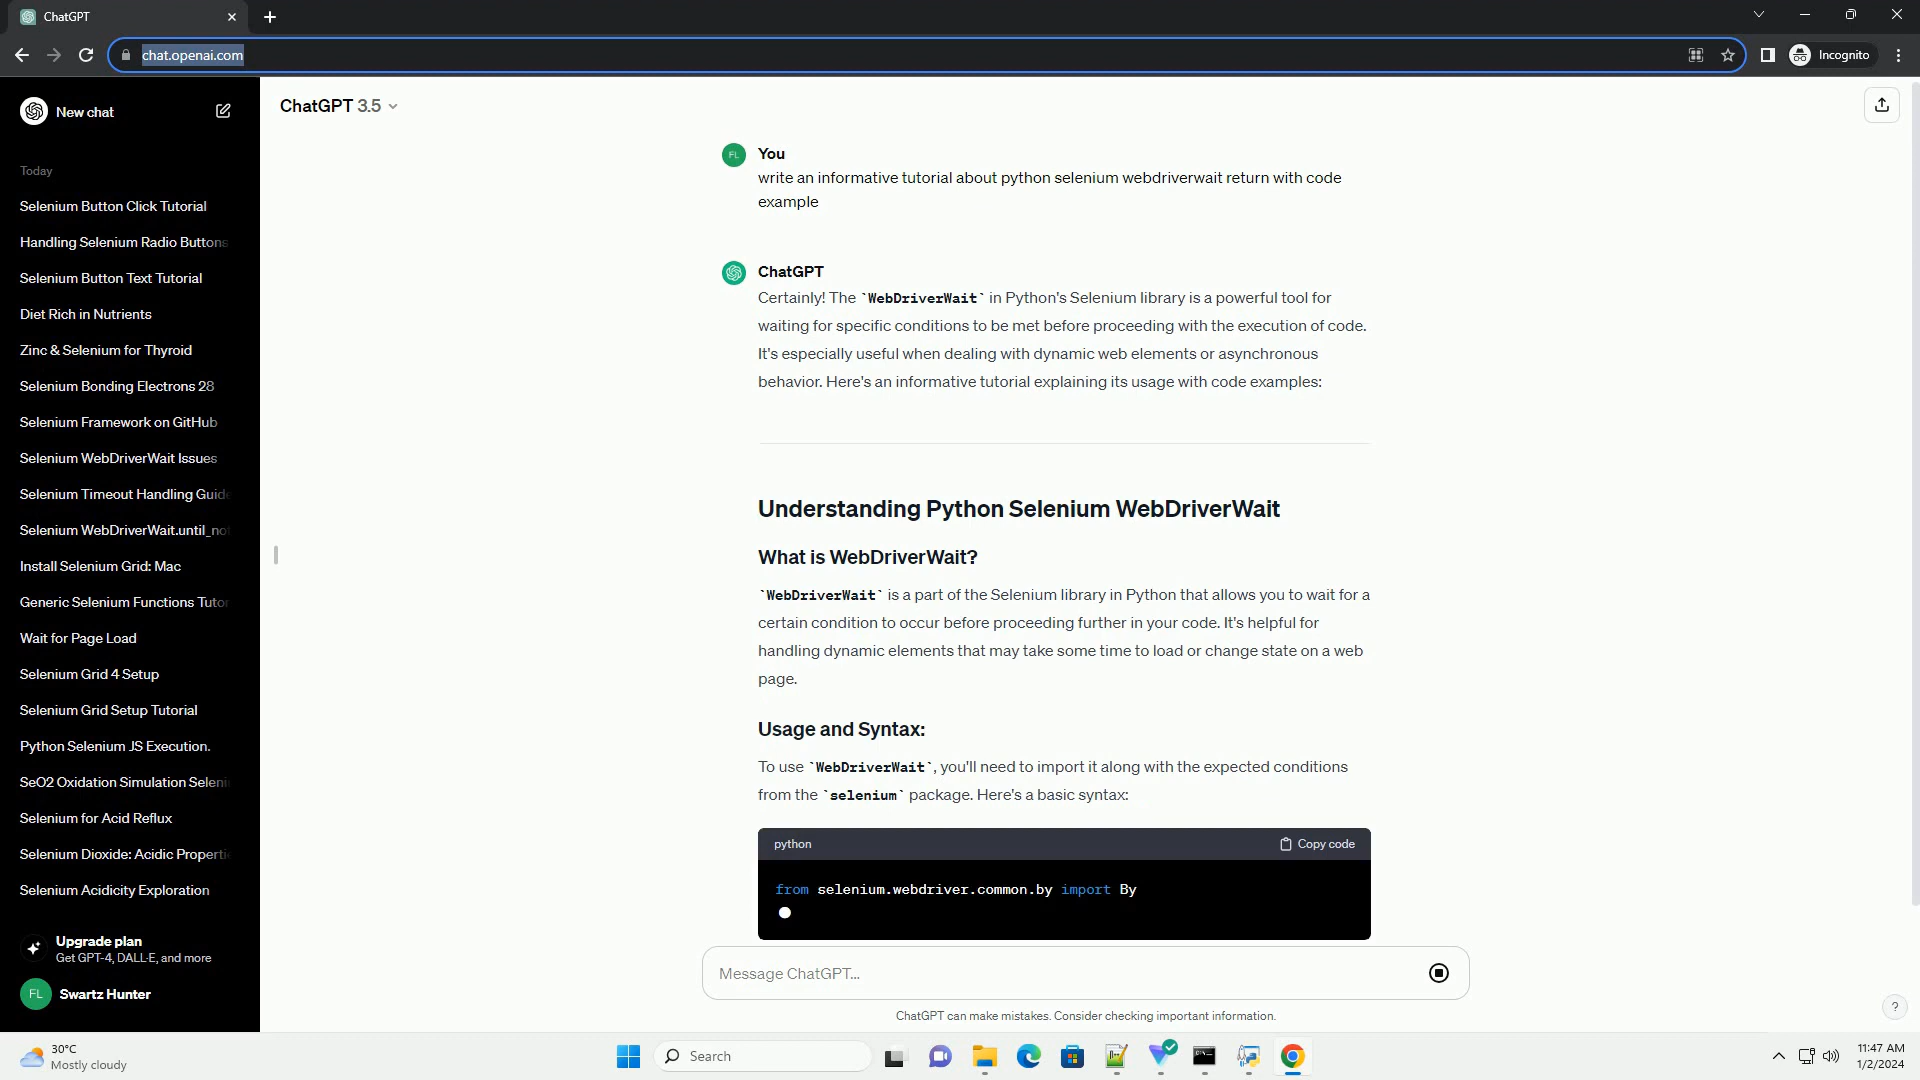 ChatGPT
chat.openai.com
Incognito
New chat
Today
Selenium Button Click Tutorial
Handling Selenium Radio Buttons
Selenium Button Text Tutorial
Diet Rich in Nutrients
Zinc & Selenium for Thyroid
Selenium Bonding Electrons 28
Selenium Framework on GitHub
Selenium WebDriverWait Issues
Selenium Timeout Handling Guide
Selenium WebDriverWait.until_no
Install Selenium Grid: Mac
Generic Selenium Functions Tutor
Wait for Page Load
Selenium Grid 4 Setup
Selenium Grid Setup Tutorial
Python Selenium JS Execution.
SeO2 Oxidation Simulation Seleni
Selenium for Acid Reflux
Selenium Dioxide: Acidic Properti
Selenium Acidicity Exploration
Upgrade plan
Get GPT-4, DALL·E, and more
FL
Swartz Hunter
ChatGPT 3.5
FL
You
write an informative tutorial about python selenium webdriverwait return with code
example
ChatGPT
Certainly! The `WebDriverWait` in Python's Selenium library is a powerful tool for
waiting for specific conditions to be met before proceeding with the execution of code.
It's especially useful when dealing with dynamic web elements or asynchronous
behavior. Here's an informative tutorial explaining its usage with code examples:
Understanding Python Selenium WebDriverWait
What is WebDriverWait?
`WebDriverWait` is a part of the Selenium library in Python that allows you to wait for a
certain condition to occur before proceeding further in your code. It's helpful for
handling dynamic elements that may take some time to load or change state on a web
page.
Usage and Syntax:
To use `WebDriverWait`, you'll need to import it along with the expected conditions
from the `selenium` package. Here's a basic syntax:
python
Copy code
from selenium.webdriver.common.by import By
Message ChatGPT...
ChatGPT can make mistakes. Consider checking important information.
?
30°C
Mostly cloudy
Search
11:47 AM
1/2/2024